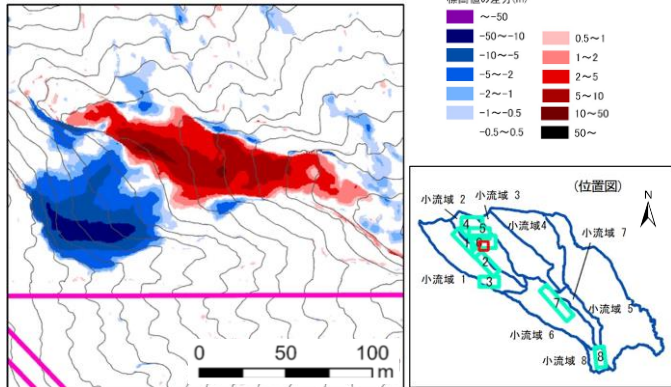 標高値の差分(m)
～-50
-50～-10
-10～-5
-5～-2
-2～-1
-1～-0.5
-0.5～0.5
0.5～1
1～2
2～5
5～10
10～50
50～
0 50 100
m
(位置図)
N
小流域 2
小流域 3
小流域4
小流域 7
小流域 1
小流域 5
小流域 6
小流域 8
4
5
1
6
2
3
7
8